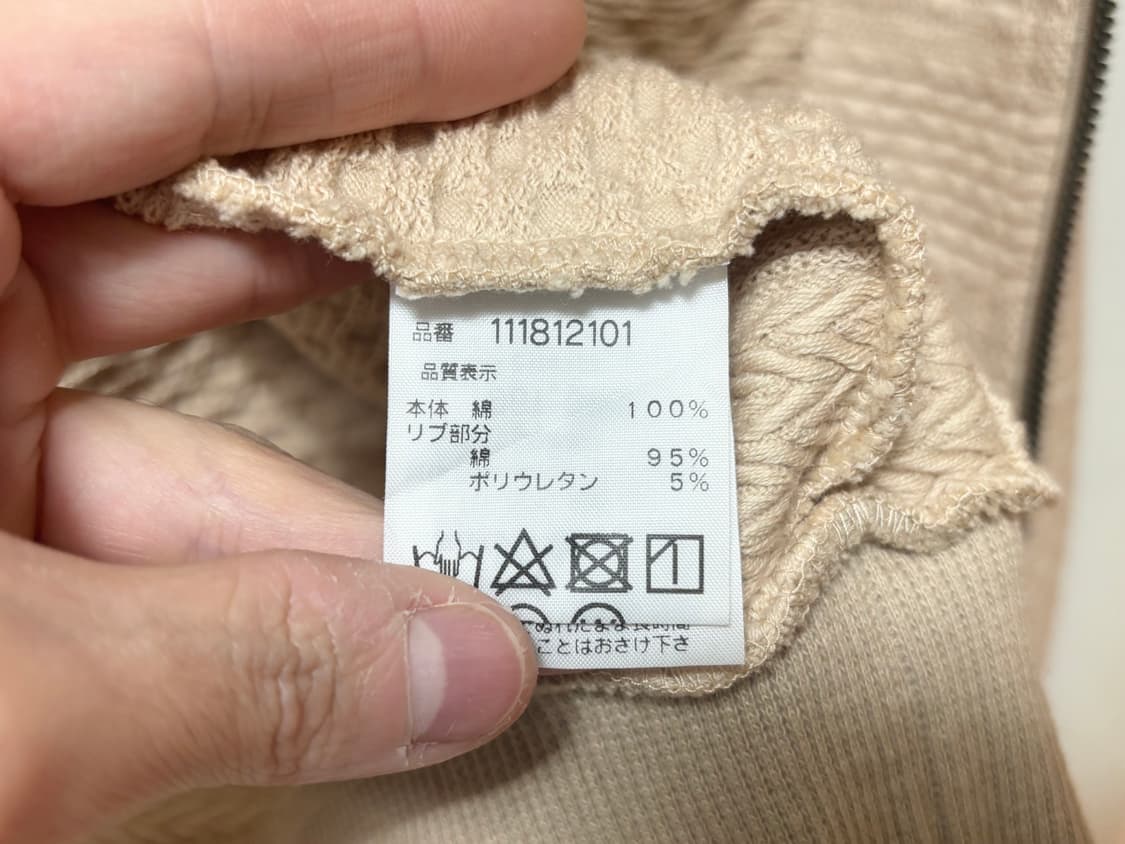 品番 111812101
品質表示
本体 綿 100%
リブ部分
綿 95%
ポリウレタン 5%
ことはおさけ下さ